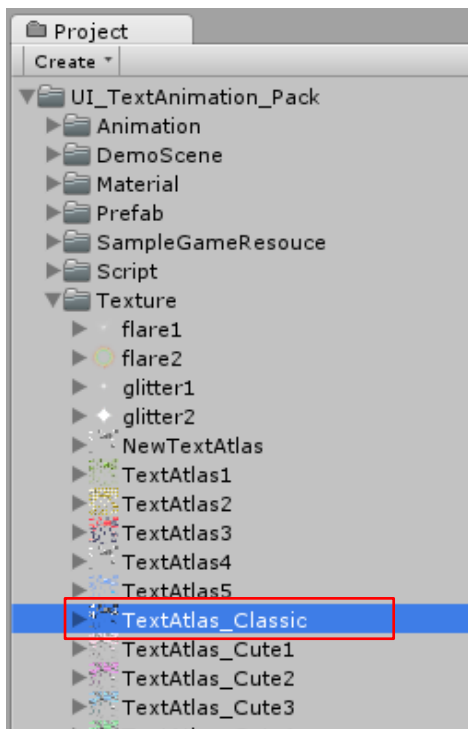 Project
Create
UI_TextAnimation_Pack
Animation
DemoScene
Material
Prefab
SampleGameResouce
Script
Texture
flare1
flare2
glitter1
glitter2
NewTextAtlas
TextAtlas1
TextAtlas2
TextAtlas3
TextAtlas4
TextAtlas5
TextAtlas_Classic
TextAtlas_Cute1
TextAtlas_Cute2
TextAtlas_Cute3